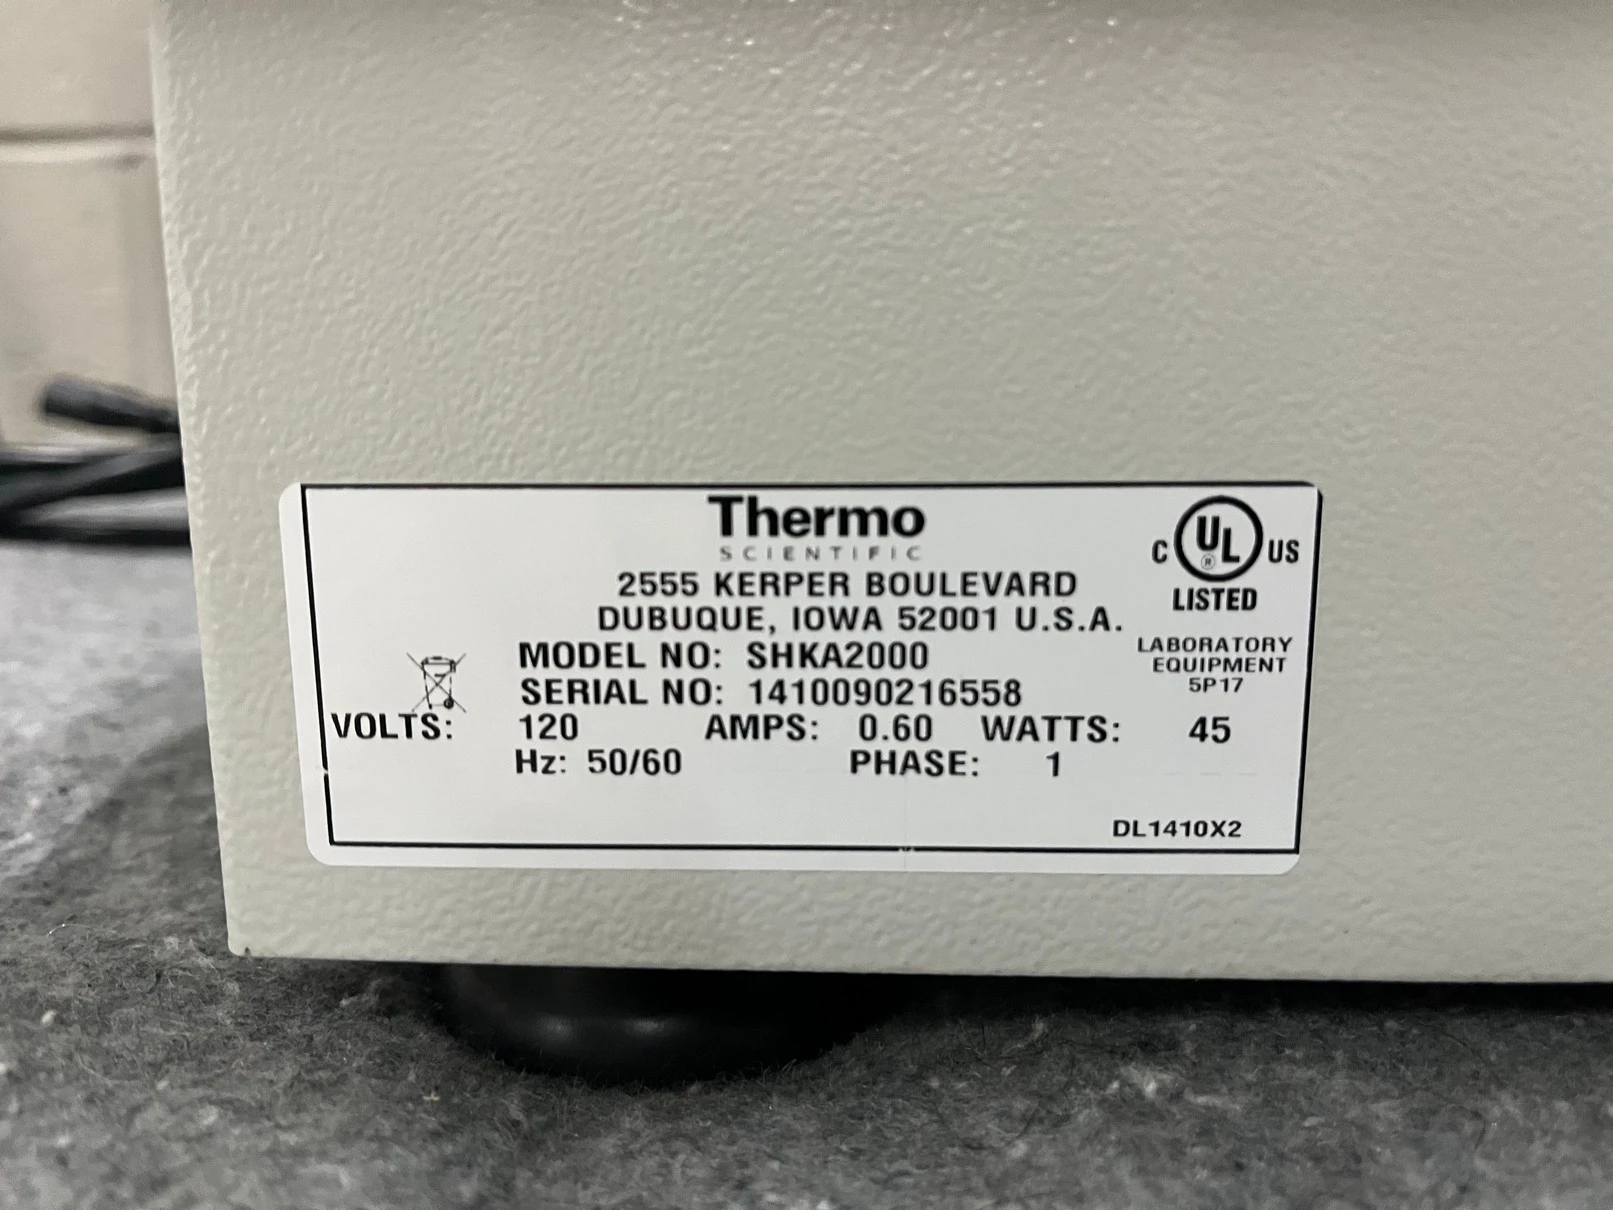 Thermo
SCIENTIFIC
2555 KERPER BOULEVARD
DUBUQUE, IOWA 52001 U.S.A.
MODEL NO: SHKA2000
SERIAL NO: 1410090216558
VOLTS: 120 AMPS: 0.60 WATTS: 45
Hz: 50/60 PHASE: 1
C UL ® US
LISTED
LABORATORY
EQUIPMENT
5P17
DL1410X2